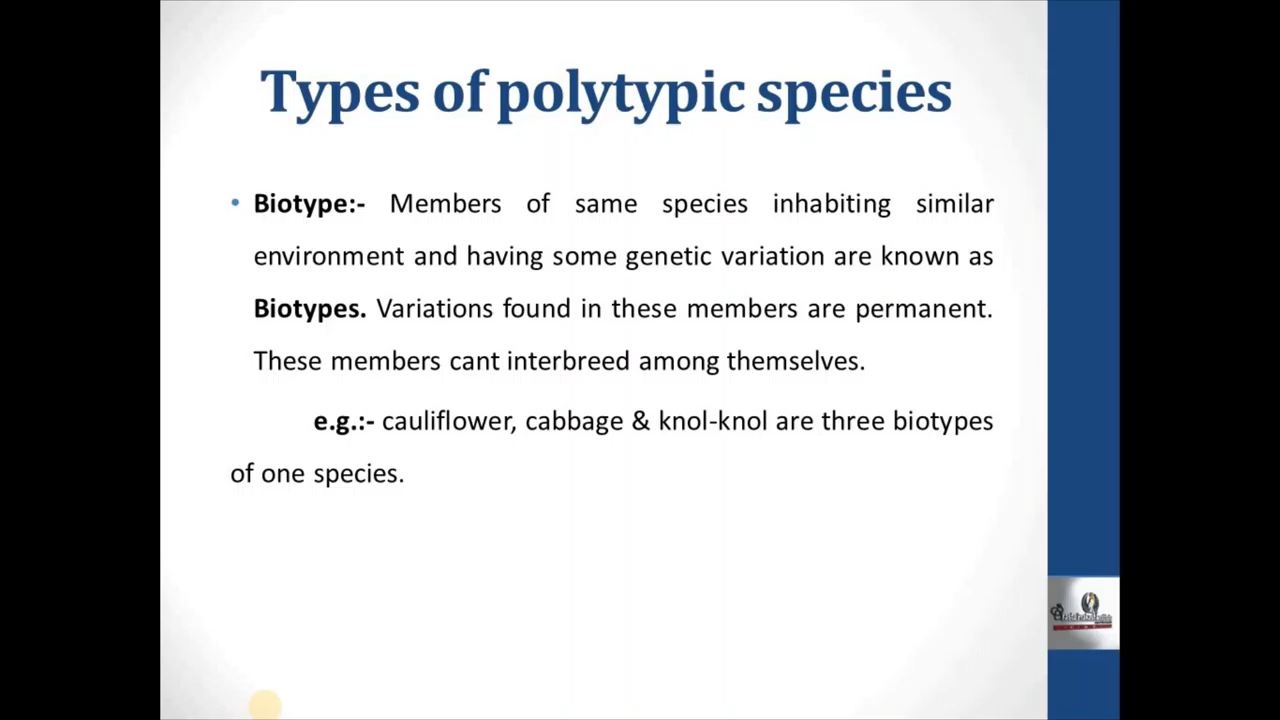 Types of polytypic species
• Biotype:- Members of same species inhabiting similar
environment and having some genetic variation are known as
Biotypes. Variations found in these members are permanent.
These members cant interbreed among themselves.
e.g.:- cauliflower, cabbage & knol-knol are three biotypes
of one species.